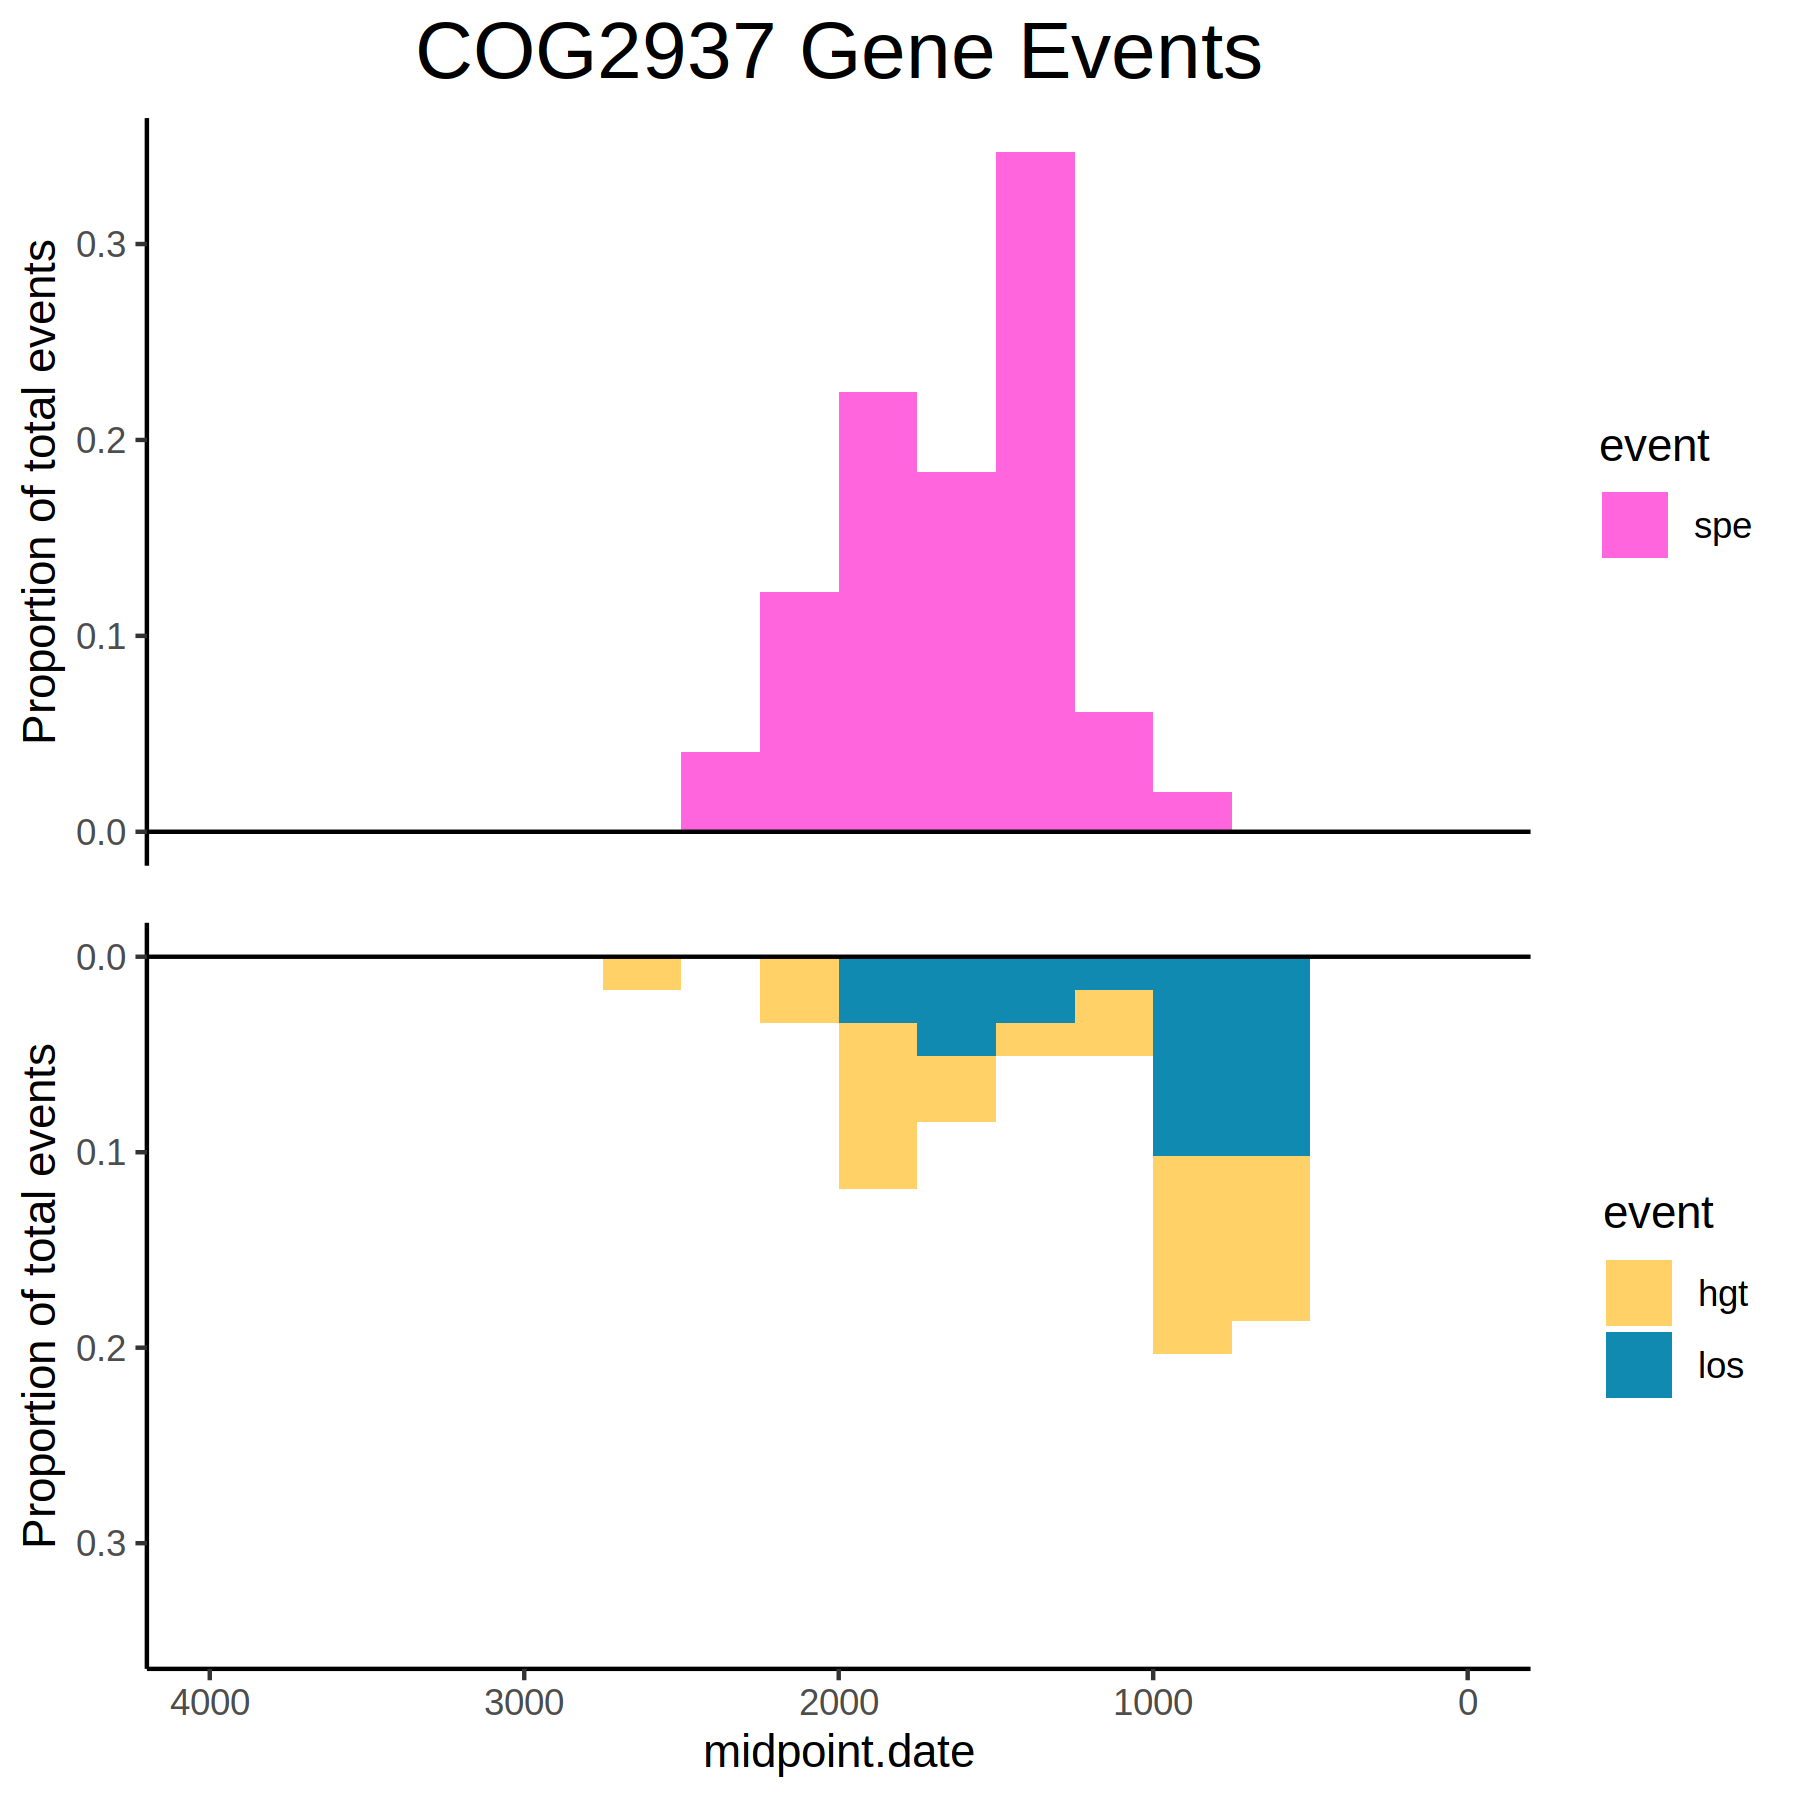 COG2937 Gene Events
Proportion of total events
0.3
0.2
0.1
0.0
event
spe
Proportion of total events
0.0
0.1
0.2
0.3
event
hgt
los
4000 3000 2000 1000 0
midpoint.date